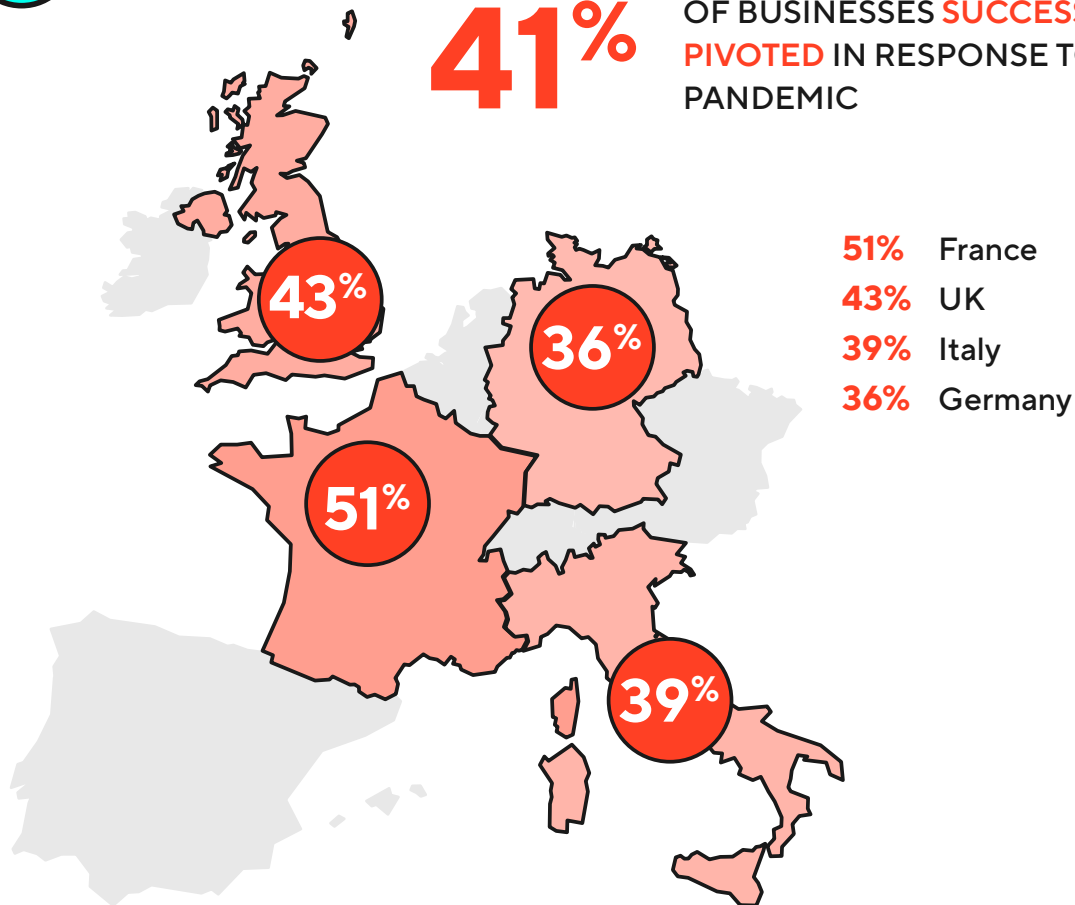 41%
OF BUSINESSES
PIVOTED IN RESPONSE
PANDEMIC
43%
36%
51%
39%
51% France
43% UK
39% Italy
36% Germany